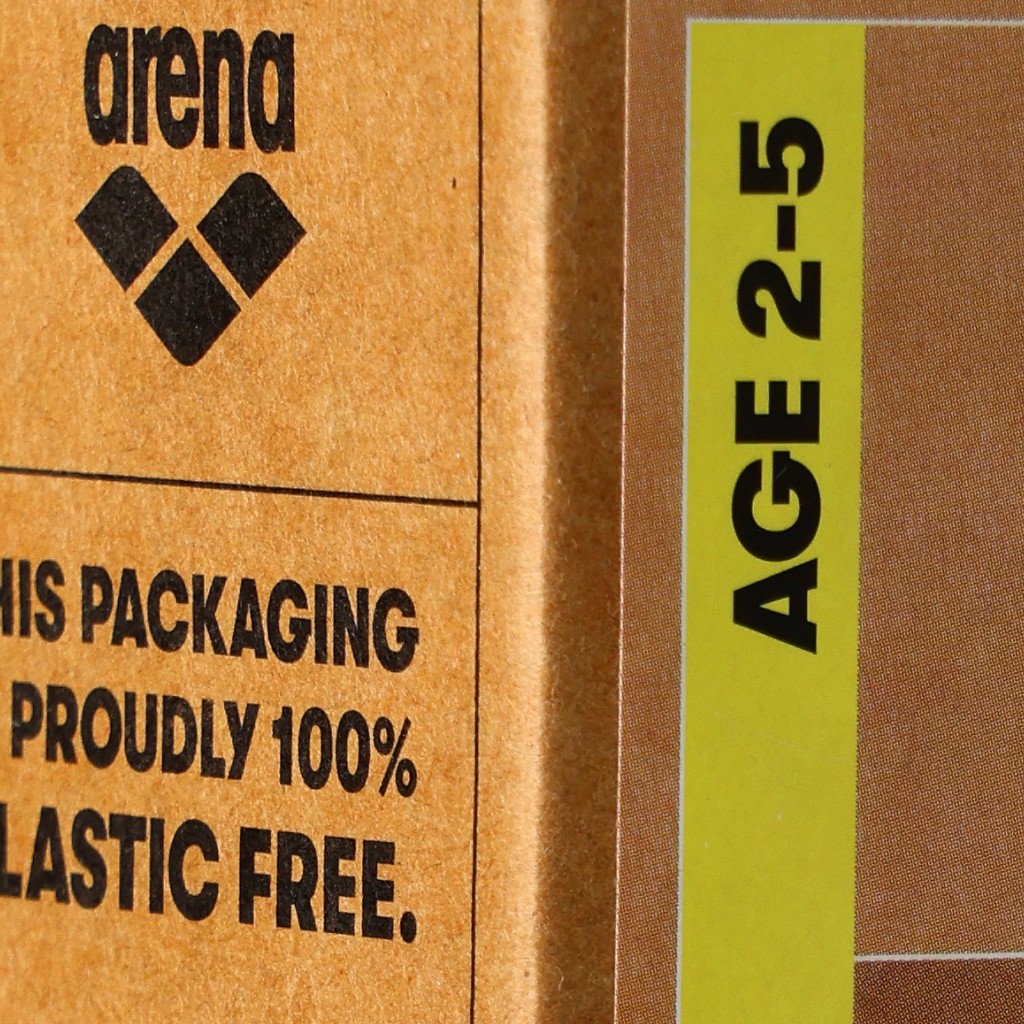 arena
HIS PACKAGING
PROUDLY 100%
LASTIC FREE.
AGE 2-5